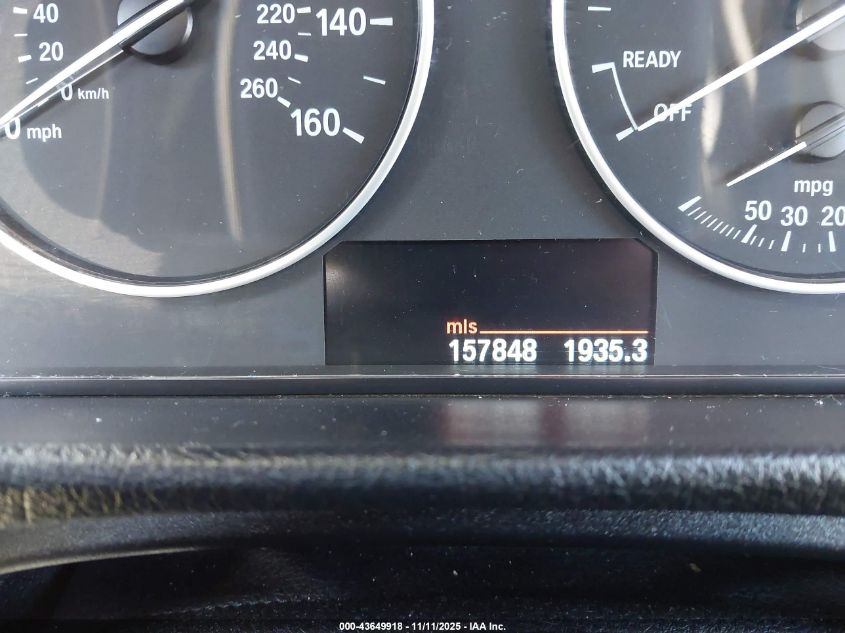 40
20
0 km/h
0 mph
220 140
240
260
160
READY
OFF
mpg
50 30 20
mls
157848 1935.3
000-43649918 - 11/11/2025 - IAA Inc.